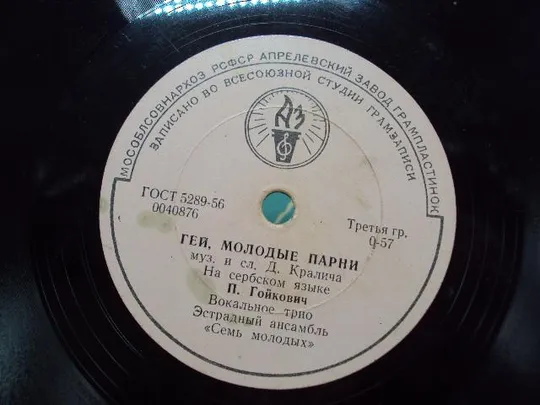 МОСОБЛСОВНАРХОЗ РСФСР АПРЕЛЕВСКИЙ ЗАВОД ГРАМПЛАСТИНОК
ЗАПИСАНО ВО ВСЕСОЮЗНОЙ СТУДИИ ГРАМЗАПИСИ
АЗ
ГОСТ 5289-56
0040876
Третья гр.
0-57
ГЕЙ, МОЛОДЫЕ ПАРНИ
муз. и сл. Д. Кралича
На сербском языке
П. Гойкович
Вокальное трио
Эстрадный ансамбль
«Семь молодых»